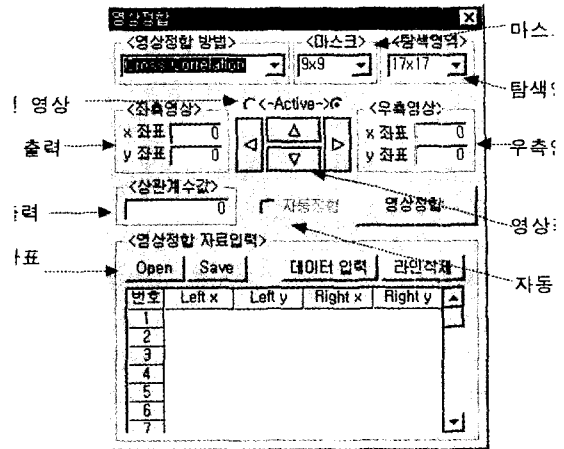 영상정합
<영상정합 방법> <마스크> <탐색영역>
Cross Correlation 9x9 17x17
마스
탐색
영상 <-Active->
<좌측영상> <우측영상>
x 좌표 0 x 좌표 0
출력 y 좌표 0 y 좌표 0 우측
<상관계수값>
력 0 자동정합 영상정합
영상
표 <영상정합 자료입력>
Open Save 데이터 입력 라인삭제
자동
번호 Left x Left y Right x Right y
1
2
3
4
5
6
7